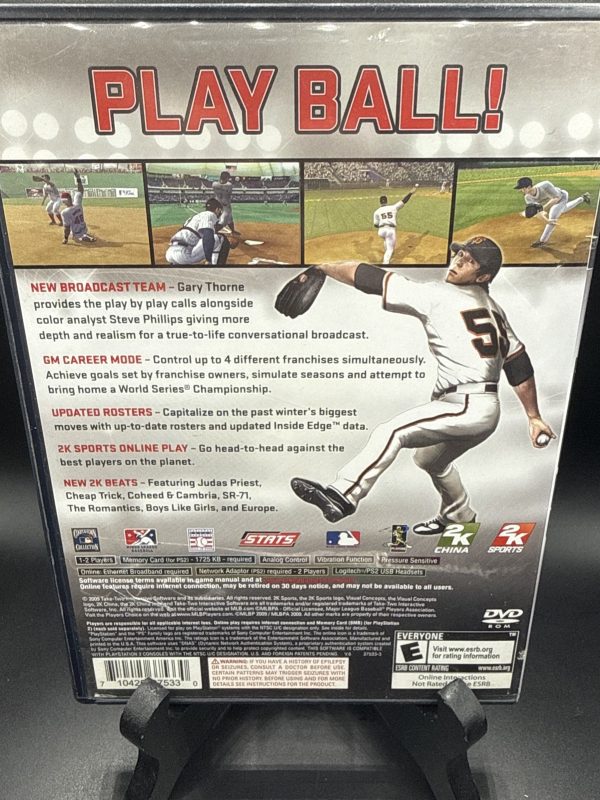 PLAY BALL!
55
NEW BROADCAST TEAM – Gary Thorne
provides the play by play calls alongside
color analyst Steve Phillips giving more
depth and realism for a true-to-life conversational broadcast.
GM CAREER MODE – Control up to 4 different franchises simultaneously.
Achieve goals set by franchise owners, simulate seasons and attempt to
bring home a World Series® Championship.
UPDATED ROSTERS – Capitalize on the past winter's biggest
moves with up-to-date rosters and updated Inside Edge™ data.
2K SPORTS ONLINE PLAY – Go head-to-head against the
best players on the planet.
NEW 2K BEATS – Featuring Judas Priest,
Cheap Trick, Coheed & Cambria, SR-71,
The Romantics, Boys Like Girls, and Europe.
STATS
2K
CHINA
2K
SPORTS
1-2 Players Memory Card (for PS2) - 1725 KB - required Analog Control Vibration Function Pressure Sensitive
Online: Ethernet Broadband required Network Adaptor (PS2) required - 2 Players Logitech-PS2 USB Headsets
Software license terms available in game manual and at
Online features require internet connection, may be retired on 30 days notice, and may not be available to all users.
WARNING: IF YOU HAVE A HISTORY OF EPILEPSY
OR SEIZURES, CONSULT A DOCTOR BEFORE USE.
CERTAIN PATTERNS MAY TRIGGER SEIZURES WITH
NO PRIOR HISTORY. BEFORE USING AND FOR MORE
DETAILS SEE INSTRUCTIONS FOR THE PRODUCT.
DVD
ROM
EVERYONE
E
Visit www.esrb.org
for rating information
ESRB CONTENT RATING www.esrb.org
Online Interactions
Not Rated by the ESRB